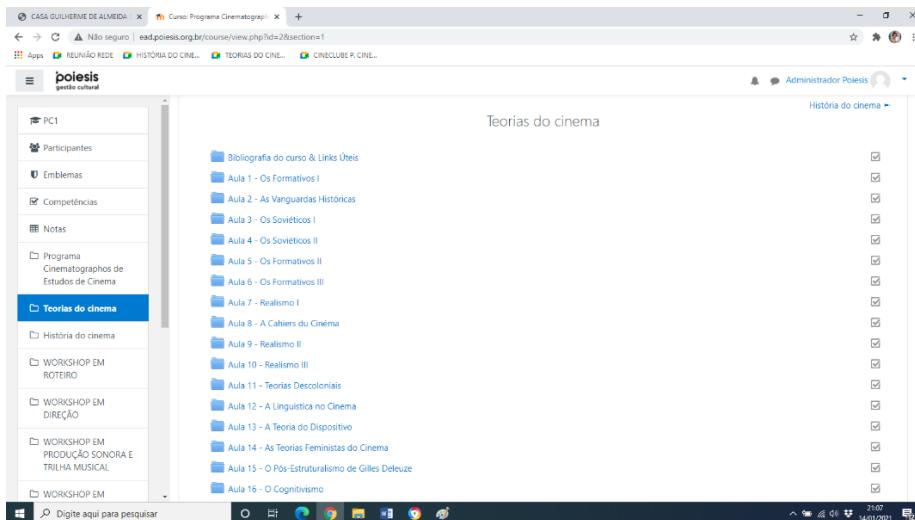 CASA GUILHERME DE ALMEIDA
Curso: Programa Cinematograph
Não seguro | ead.poiesis.org.br/course/view.php?id=2&section=1
Apps REUNIÃO REDE HISTÓRIA DO CINE... TEORIAS DO CINE... CINECLUBE P. CINE...
poiesis
gestão cultural
Administrador Poiesis
PC1
Participantes
Emblemas
Competências
Notas
Programa
Cinematographos de
Estudos de Cinema
Teorias do cinema
História do cinema
WORKSHOP EM
ROTEIRO
WORKSHOP EM
DIREÇÃO
WORKSHOP EM
PRODUÇÃO SONORA E
TRILHA MUSICAL
WORKSHOP EM
História do cinema
Teorias do cinema
Bibliografia do curso & Links Úteis
Aula 1 - Os Formativos I
Aula 2 - As Vanguardas Históricas
Aula 3 - Os Soviéticos I
Aula 4 - Os Soviéticos II
Aula 5 - Os Formativos II
Aula 6 - Os Formativos III
Aula 7 - Realismo I
Aula 8 - A Cahiers du Cinéma
Aula 9 - Realismo II
Aula 10 - Realismo III
Aula 11 - Teorias Descoloniais
Aula 12 - A Linguística no Cinema
Aula 13 - A Teoria do Dispositivo
Aula 14 - As Teorias Feministas do Cinema
Aula 15 - O Pós-Estruturalismo de Gilles Deleuze
Aula 16 - O Cognitivismo
Digite aqui para pesquisar
21:07
14/01/2021